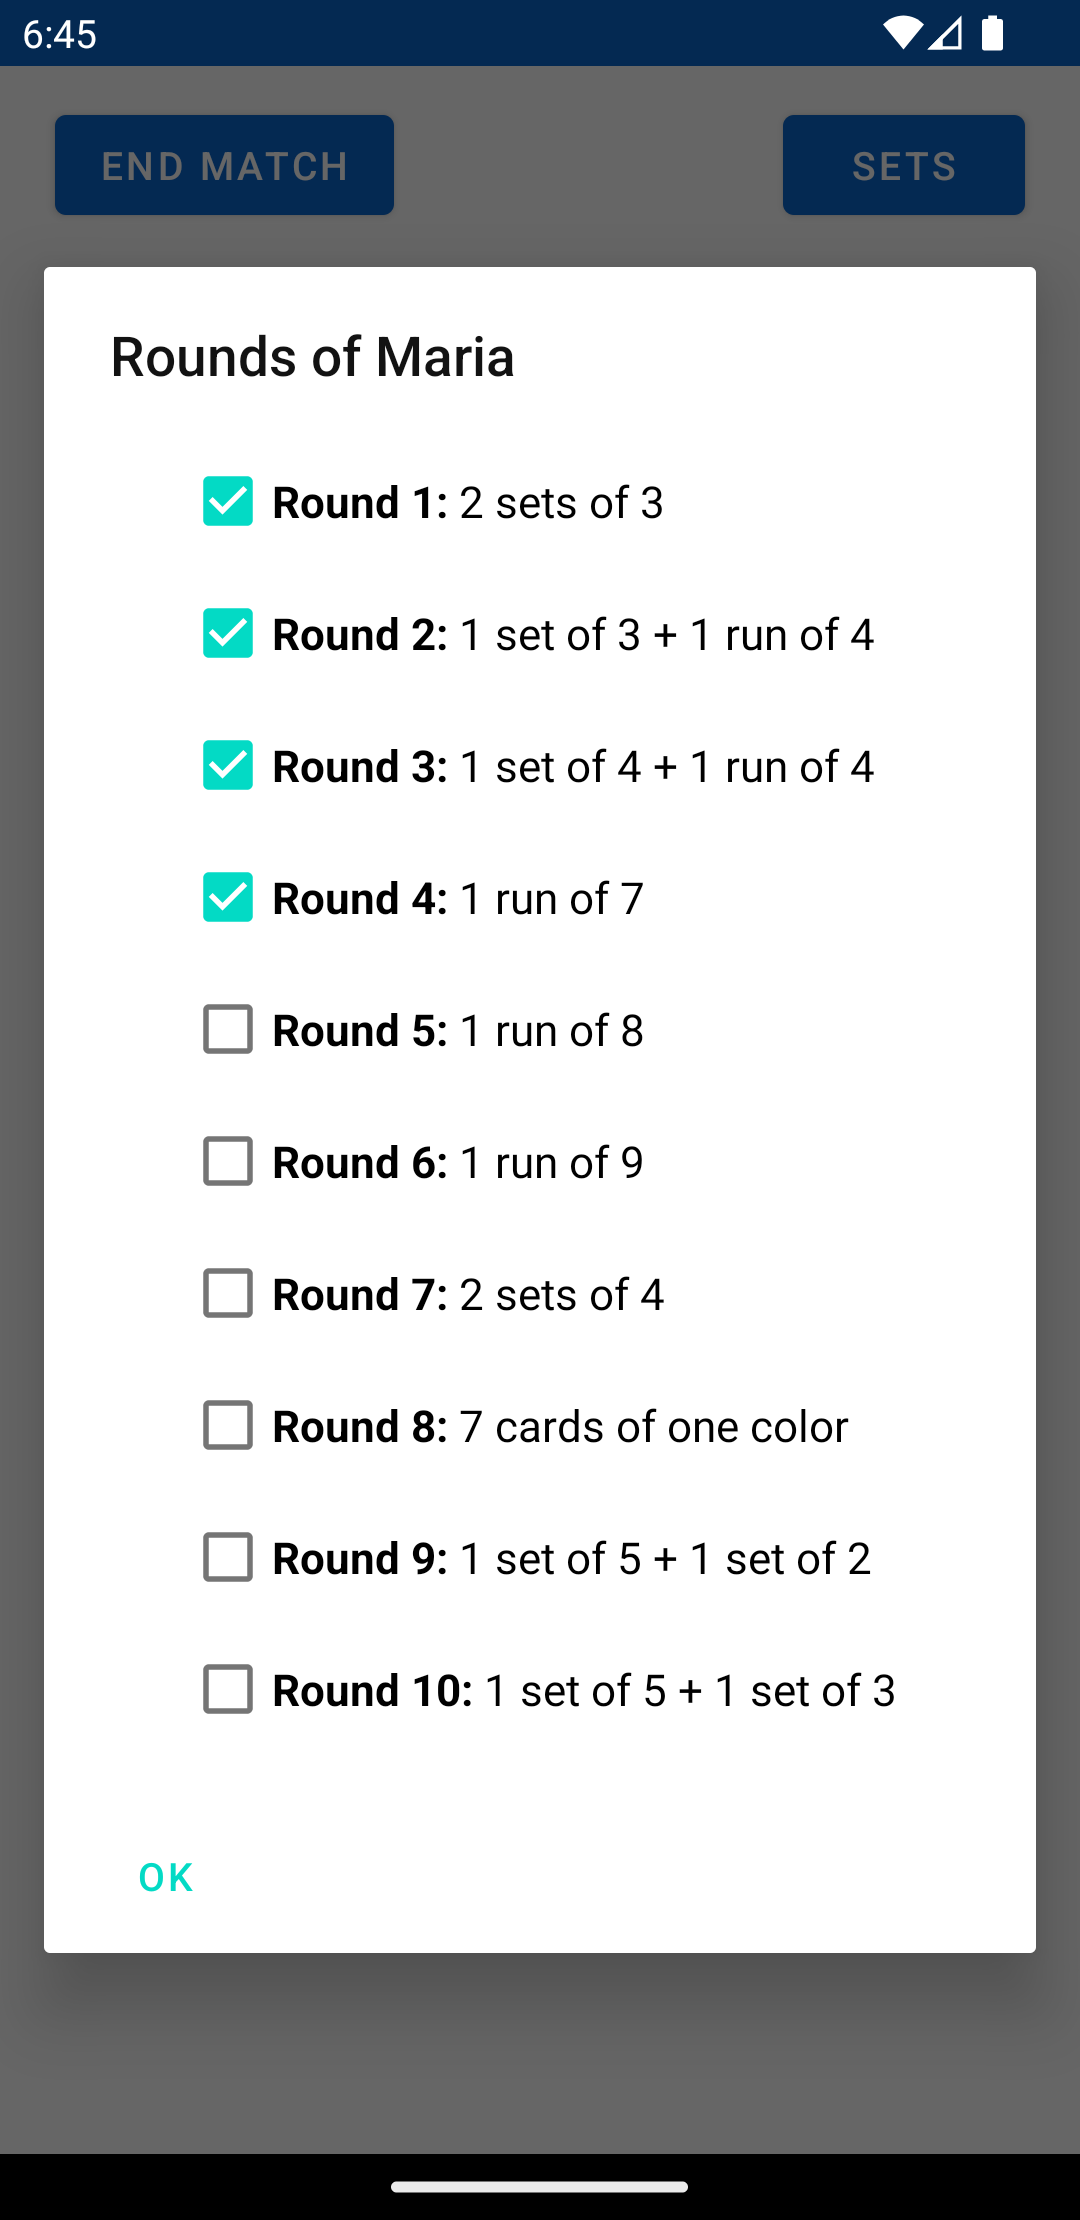 6:45
END MATCH
SETS
Rounds of Maria
Round 1: 2 sets of 3
Round 2: 1 set of 3 + 1 run of 4
Round 3: 1 set of 4 + 1 run of 4
Round 4: 1 run of 7
Round 5: 1 run of 8
Round 6: 1 run of 9
Round 7: 2 sets of 4
Round 8: 7 cards of one color
Round 9: 1 set of 5 + 1 set of 2
Round 10: 1 set of 5 + 1 set of 3
OK